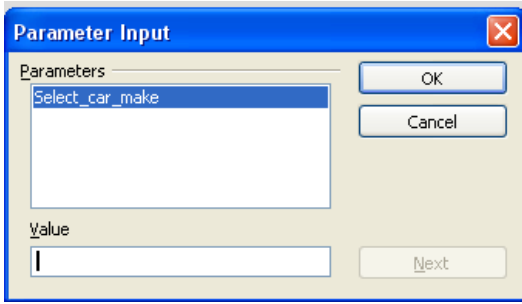 Parameter Input
Parameters
OK
Select_car_make
Cancel
Value
Next